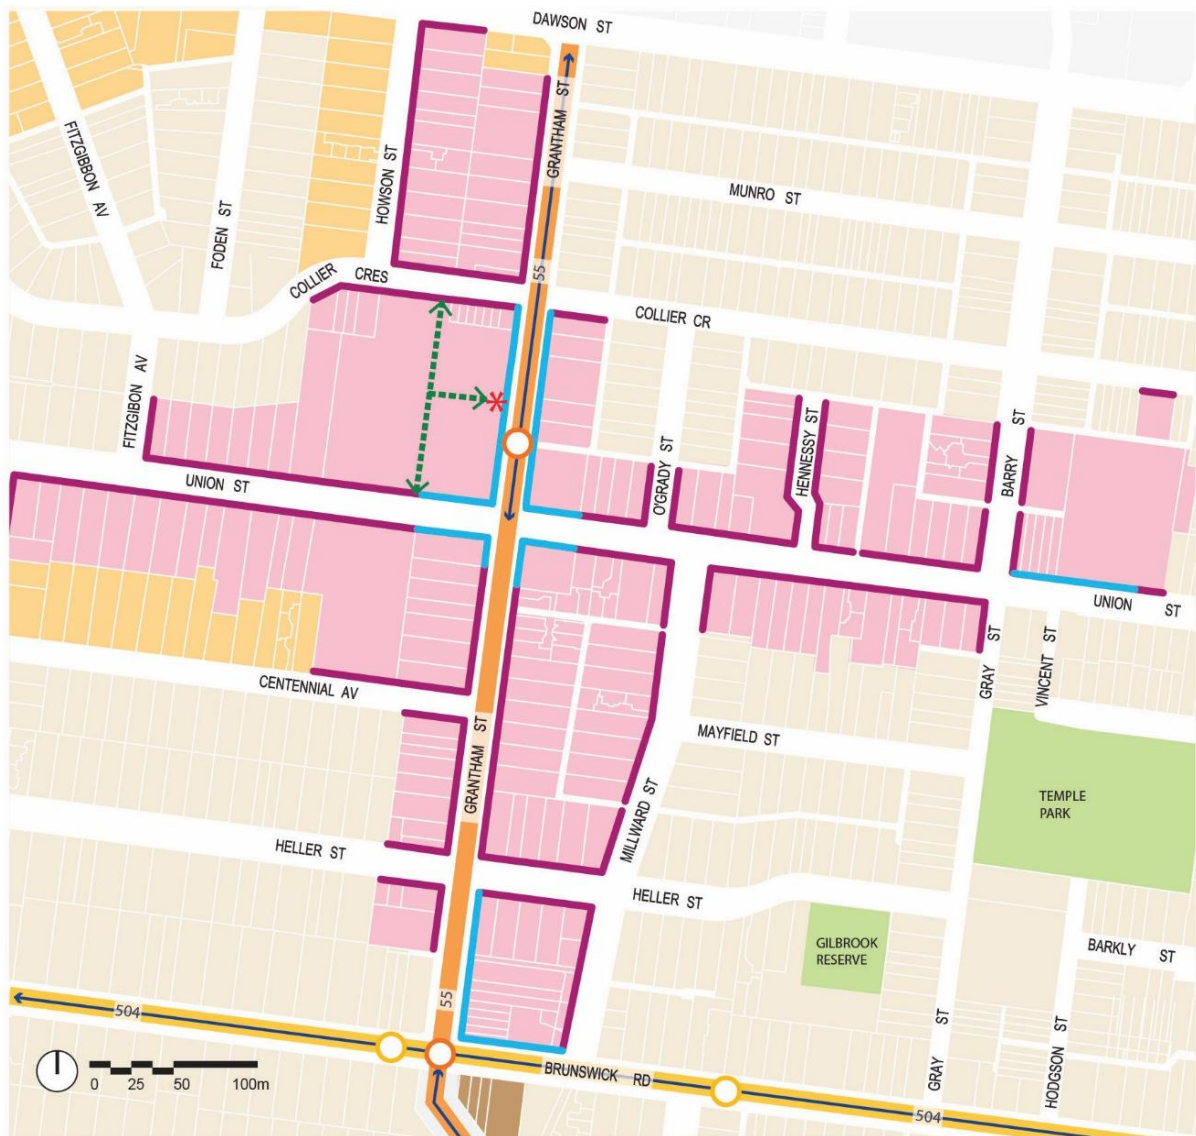 DAWSON ST
GRANTHAM ST
FITZGIBBON AV
FODEN ST
HOWSON ST
MUNRO ST
55
COLLIER CRES
COLLIER CR
FITZGIBON AV
O'GRADY ST
HENNESSY ST
BARRY ST
UNION ST
UNION ST
GRAY ST
VINCENT ST
CENTENNIAL AV
GRANTHAM ST
MAYFIELD ST
MILLWARD ST
TEMPLE
PARK
HELLER ST
HELLER ST
GILBROOK
RESERVE
BARKLY ST
55
504
GRAY ST
HODGSON ST
BRUNSWICK RD
504
0 25 50 100m